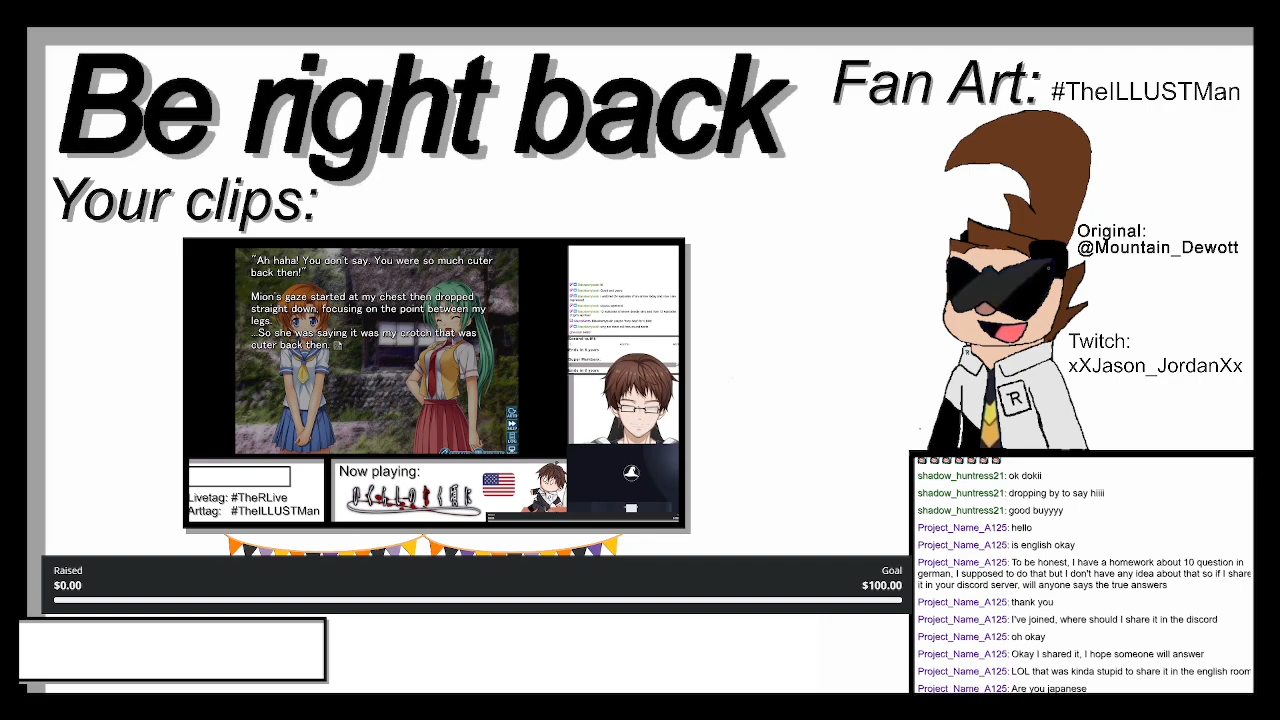 Be right back
Fan Art: #TheILLUSTMan
Your clips:
"Ah haha! You don't say. You were so much cuter
back then!"
Mion's gaze started at my chest then dropped
straight down, focusing on the point between my
legs.
...So she was saying it was my crotch that was
cuter back then.
Now playing:
Livetag: #TheRLive
Arttag: #TheILLUSTMan
Original:
@Mountain_Dewott
Twitch:
xXJason_JordanXx
R
Raised
Goal
$0.00
$100.00
shadow_huntress21: ok dokii
shadow_huntress21: dropping by to say hiiii
shadow_huntress21: good buyyyy
Project_Name_A125: hello
Project_Name_A125: is english okay
Project_Name_A125: To be honest, I have a homework about 10 question in
german, I supposed to do that but I don't have any idea about that so if I share
it in your discord server, will anyone says the true answers
Project_Name_A125: thank you
Project_Name_A125: I've joined, where should I share it in the discord
Project_Name_A125: oh okay
Project_Name_A125: Okay I shared it, I hope someone will answer
Project_Name_A125: LOL that was kinda stupid to share it in the english room
Project_Name_A125: Are you japanese